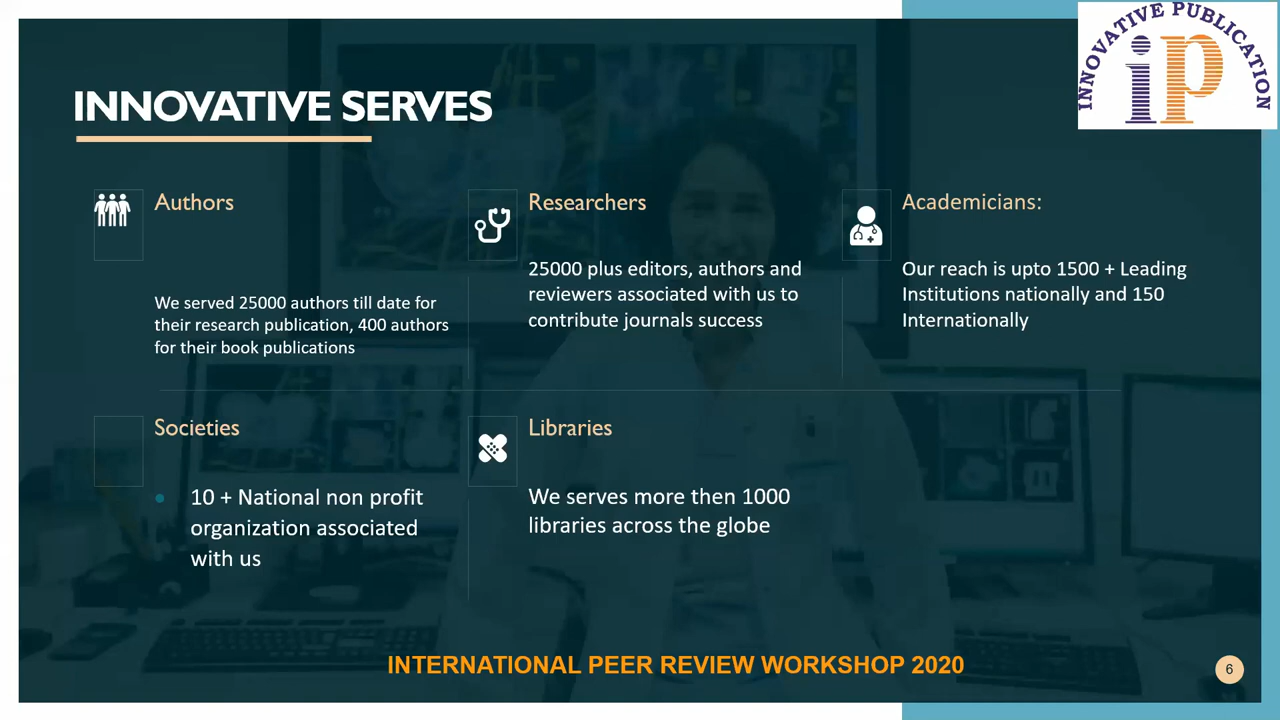 INNOVATIVE PUBLICATION
ip
INNOVATIVE SERVES
Authors
We served 25000 authors till date for
their research publication, 400 authors
for their book publications
Researchers
25000 plus editors, authors and
reviewers associated with us to
contribute journals success
Academicians:
Our reach is upto 1500 + Leading
Institutions nationally and 150
Internationally
Societies
10 + National non profit
organization associated
with us
Libraries
We serves more then 1000
libraries across the globe
INTERNATIONAL PEER REVIEW WORKSHOP 2020
6